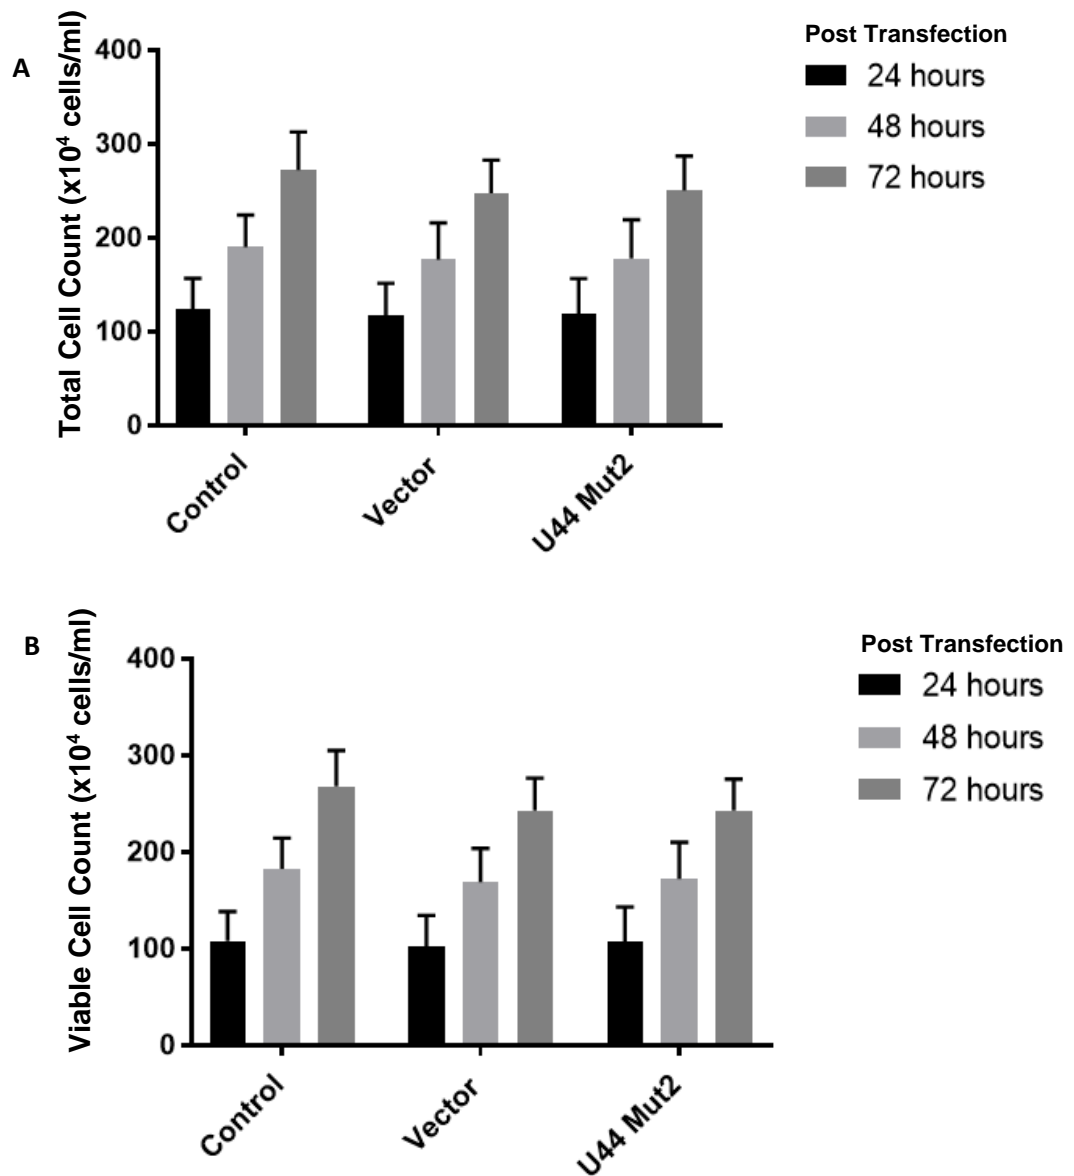 A
Total Cell Count (x10⁴ cells/ml)
400
300
200
100
0
Control
Vector
U44 Mut2
Post Transfection
24 hours
48 hours
72 hours
B
Viable Cell Count (x10⁴ cells/ml)
400
300
200
100
0
Control
Vector
U44 Mut2
Post Transfection
24 hours
48 hours
72 hours